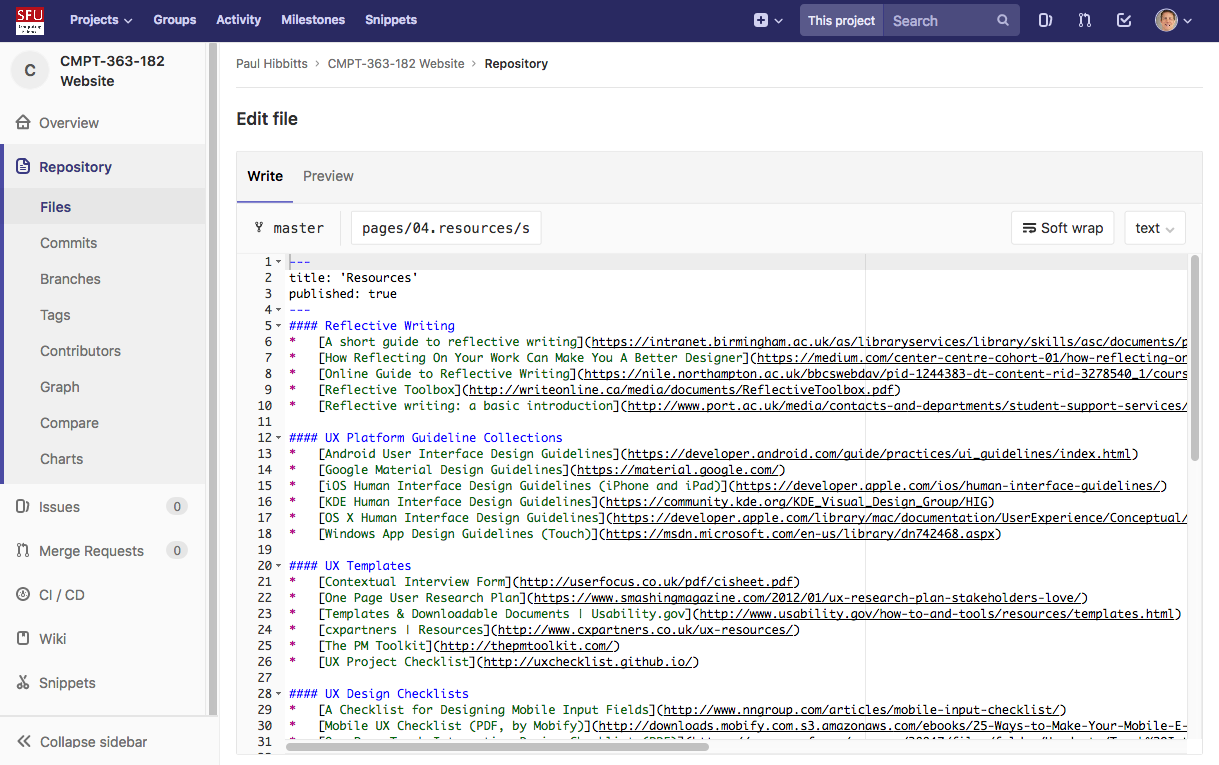 SFU
Projects Groups Activity Milestones Snippets This project Search
C CMPT-363-182 Website
Overview
Repository
Files
Commits
Branches
Tags
Contributors
Graph
Compare
Charts
Issues 0
Merge Requests 0
CI / CD
Wiki
Snippets
Collapse sidebar
Paul Hibbitts › CMPT-363-182 Website › Repository
Edit file
Write Preview
master pages/04.resources/s Soft wrap text
1 ---
2 title: 'Resources'
3 published: true
4 ---
5 #### Reflective Writing
6 * [A short guide to reflective writing](https://intranet.birmingham.ac.uk/as/libraryservices/library/skills/asc/documents/p
7 * [How Reflecting On Your Work Can Make You A Better Designer](https://medium.com/center-centre-cohort-01/how-reflecting-on
8 * [Online Guide to Reflective Writing](https://nile.northampton.ac.uk/bbcswebdav/pid-1244383-dt-content-rid-3278540_1/cours
9 * [Reflective Toolbox](http://writeonline.ca/media/documents/ReflectiveToolbox.pdf)
10 * [Reflective writing: a basic introduction](http://www.port.ac.uk/media/contacts-and-departments/student-support-services/
11
12 #### UX Platform Guideline Collections
13 * [Android User Interface Design Guidelines](https://developer.android.com/guide/practices/ui_guidelines/index.html)
14 * [Google Material Design Guidelines](https://material.google.com/)
15 * [iOS Human Interface Design Guidelines (iPhone and iPad)](https://developer.apple.com/ios/human-interface-guidelines/)
16 * [KDE Human Interface Design Guidelines](https://community.kde.org/KDE_Visual_Design_Group/HIG)
17 * [OS X Human Interface Design Guidelines](https://developer.apple.com/library/mac/documentation/UserExperience/Conceptual/
18 * [Windows App Design Guidelines (Touch)](https://msdn.microsoft.com/en-us/library/dn742468.aspx)
19
20 #### UX Templates
21 * [Contextual Interview Form](http://userfocus.co.uk/pdf/cisheet.pdf)
22 * [One Page User Research Plan](https://www.smashingmagazine.com/2012/01/ux-research-plan-stakeholders-love/)
23 * [Templates & Downloadable Documents | Usability.gov](http://www.usability.gov/how-to-and-tools/resources/templates.html)
24 * [cxpartners | Resources](http://www.cxpartners.co.uk/ux-resources/)
25 * [The PM Toolkit](http://thepmtoolkit.com/)
26 * [UX Project Checklist](http://uxchecklist.github.io/)
27
28 #### UX Design Checklists
29 * [A Checklist for Designing Mobile Input Fields](http://www.nngroup.com/articles/mobile-input-checklist/)
30 * [Mobile UX Checklist (PDF, by Mobify)](http://downloads.mobify.com.s3.amazonaws.com/ebooks/25-Ways-to-Make-Your-Mobile-E-
31 *